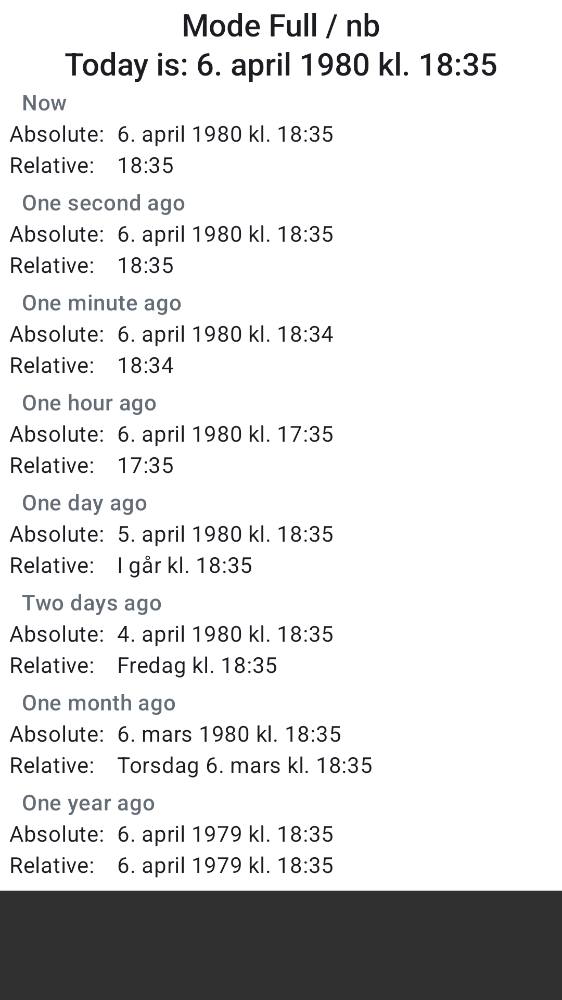 Mode Full / nb
Today is: 6. april 1980 kl. 18:35
Now
Absolute: 6. april 1980 kl. 18:35
Relative: 18:35
One second ago
Absolute: 6. april 1980 kl. 18:35
Relative: 18:35
One minute ago
Absolute: 6. april 1980 kl. 18:34
Relative: 18:34
One hour ago
Absolute: 6. april 1980 kl. 17:35
Relative: 17:35
One day ago
Absolute: 5. april 1980 kl. 18:35
Relative: I går kl. 18:35
Two days ago
Absolute: 4. april 1980 kl. 18:35
Relative: Fredag kl. 18:35
One month ago
Absolute: 6. mars 1980 kl. 18:35
Relative: Torsdag 6. mars kl. 18:35
One year ago
Absolute: 6. april 1979 kl. 18:35
Relative: 6. april 1979 kl. 18:35